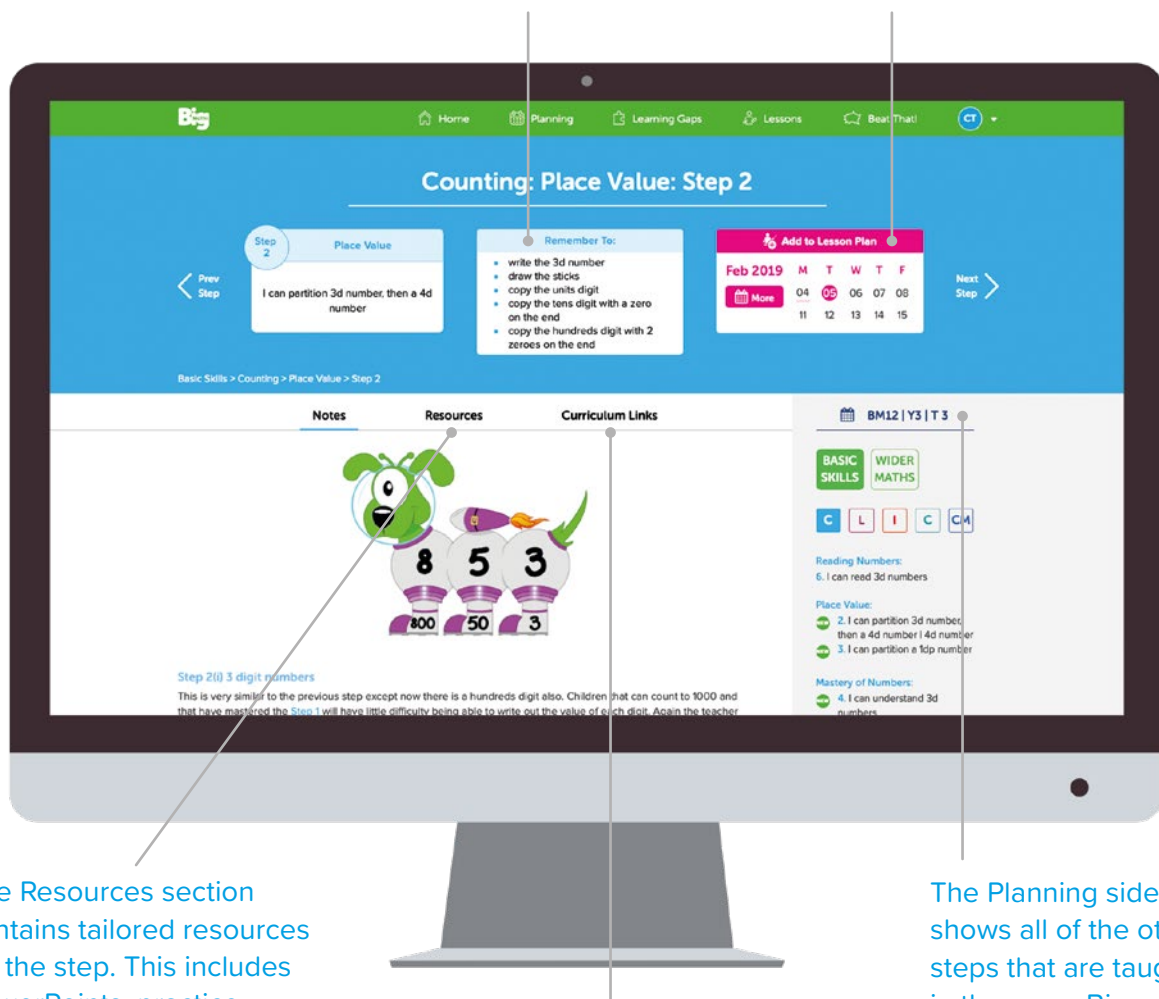 Big
Home Planning Learning Gaps Lessons Beat That! CT
Counting: Place Value: Step 2
Prev Step
Step 2
Place Value
I can partition 3d number, then a 4d
number
Remember To:
• write the 3d number
• draw the sticks
• copy the units digit
• copy the tens digit with a zero
on the end
• copy the hundreds digit with 2
zeroes on the end
Add to Lesson Plan
Feb 2019 M T W T F
More 04 05 06 07 08
11 12 13 14 15
Next Step
Basic Skills > Counting > Place Value > Step 2
Notes Resources Curriculum Links
8 5 3
800 50 3
Step 2(i) 3 digit numbers
This is very similar to the previous step except now there is a hundreds digit also. Children that can count to 1000 and
that have mastered the Step 1 will have little difficulty being able to write out the value of each digit. Again the teacher
BM12 | Y3 | T 3
BASIC SKILLS
WIDER MATHS
C L I C CM
Reading Numbers:
6. I can read 3d numbers
Place Value:
NEW 2. I can partition 3d number,
then a 4d number | 4d number
NEW 3. I can partition a 1dp number
Mastery of Numbers:
NEW 4. I can understand 3d
numbers
e Resources section
ntains tailored resources
the step. This includes
The Planning side
shows all of the ot
steps that are taug